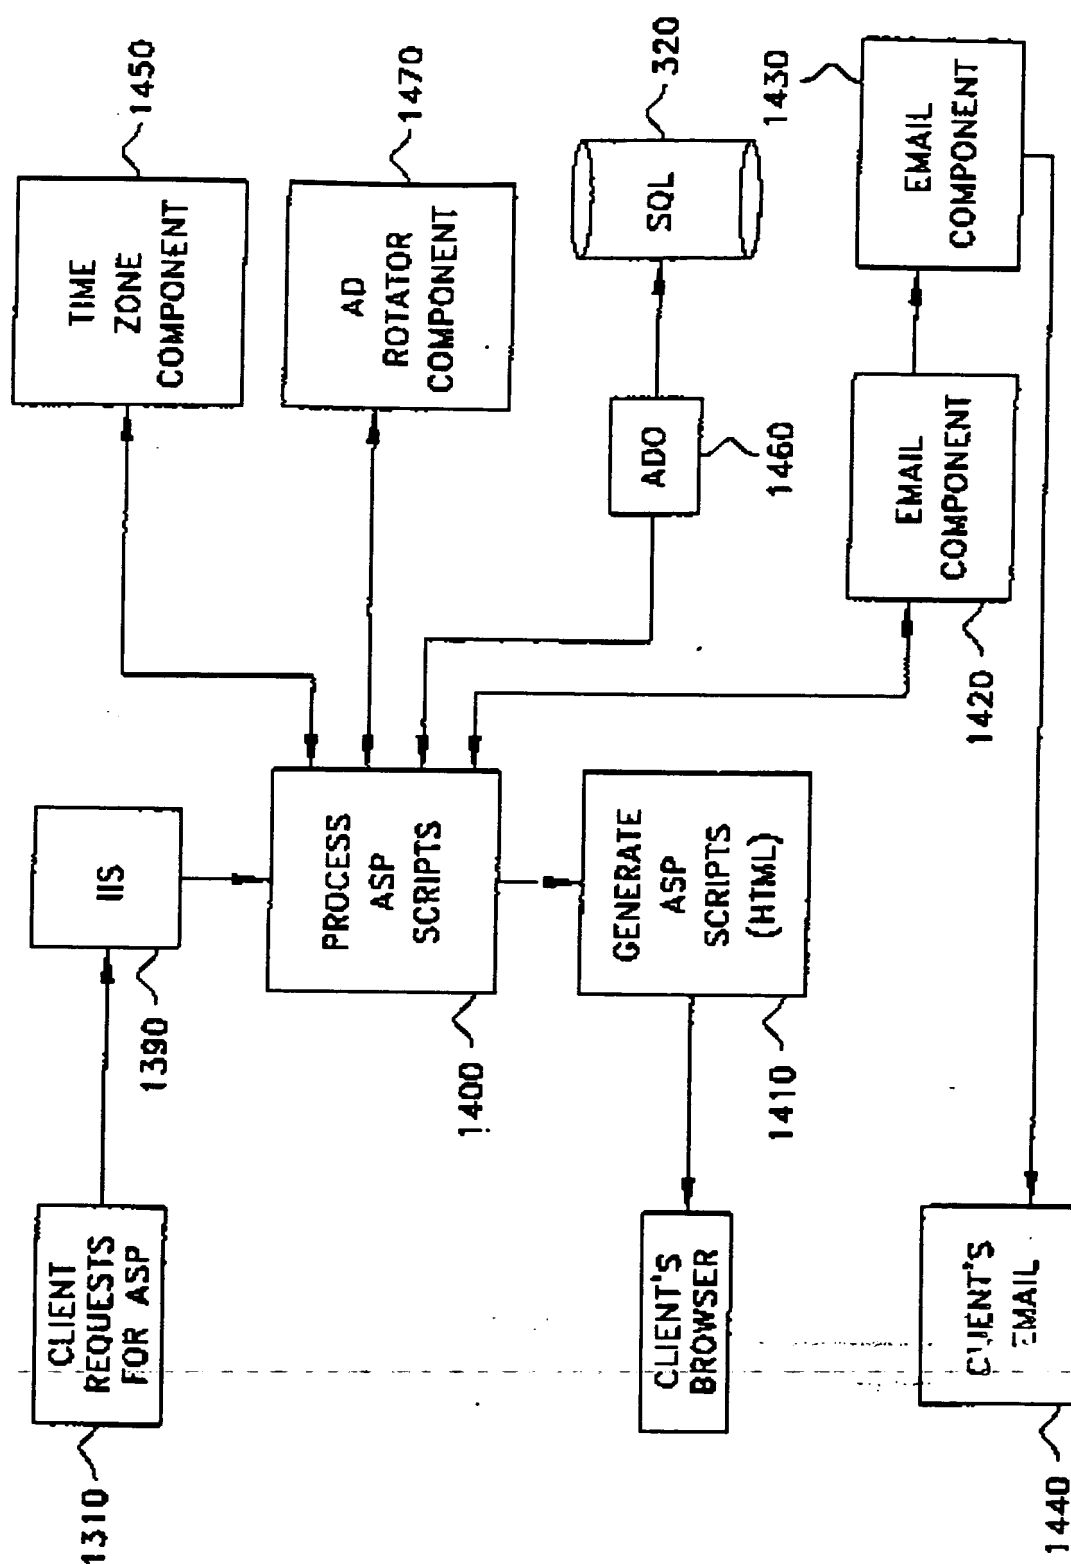 1310
CLIENT
REQUESTS
FOR ASP
1390
IIS
1450
TIME
ZONE
COMPONENT
1400
PROCESS
ASP
SCRIPTS
1470
AD
ROTATOR
COMPONENT
CLIENT'S
BROWSER
1410
GENERATE
ASP
SCRIPTS
(HTML)
ADO
1460
SQL
320
1440
CLIENT'S
EMAIL
1420
EMAIL
COMPONENT
1430
EMAIL
COMPONENT